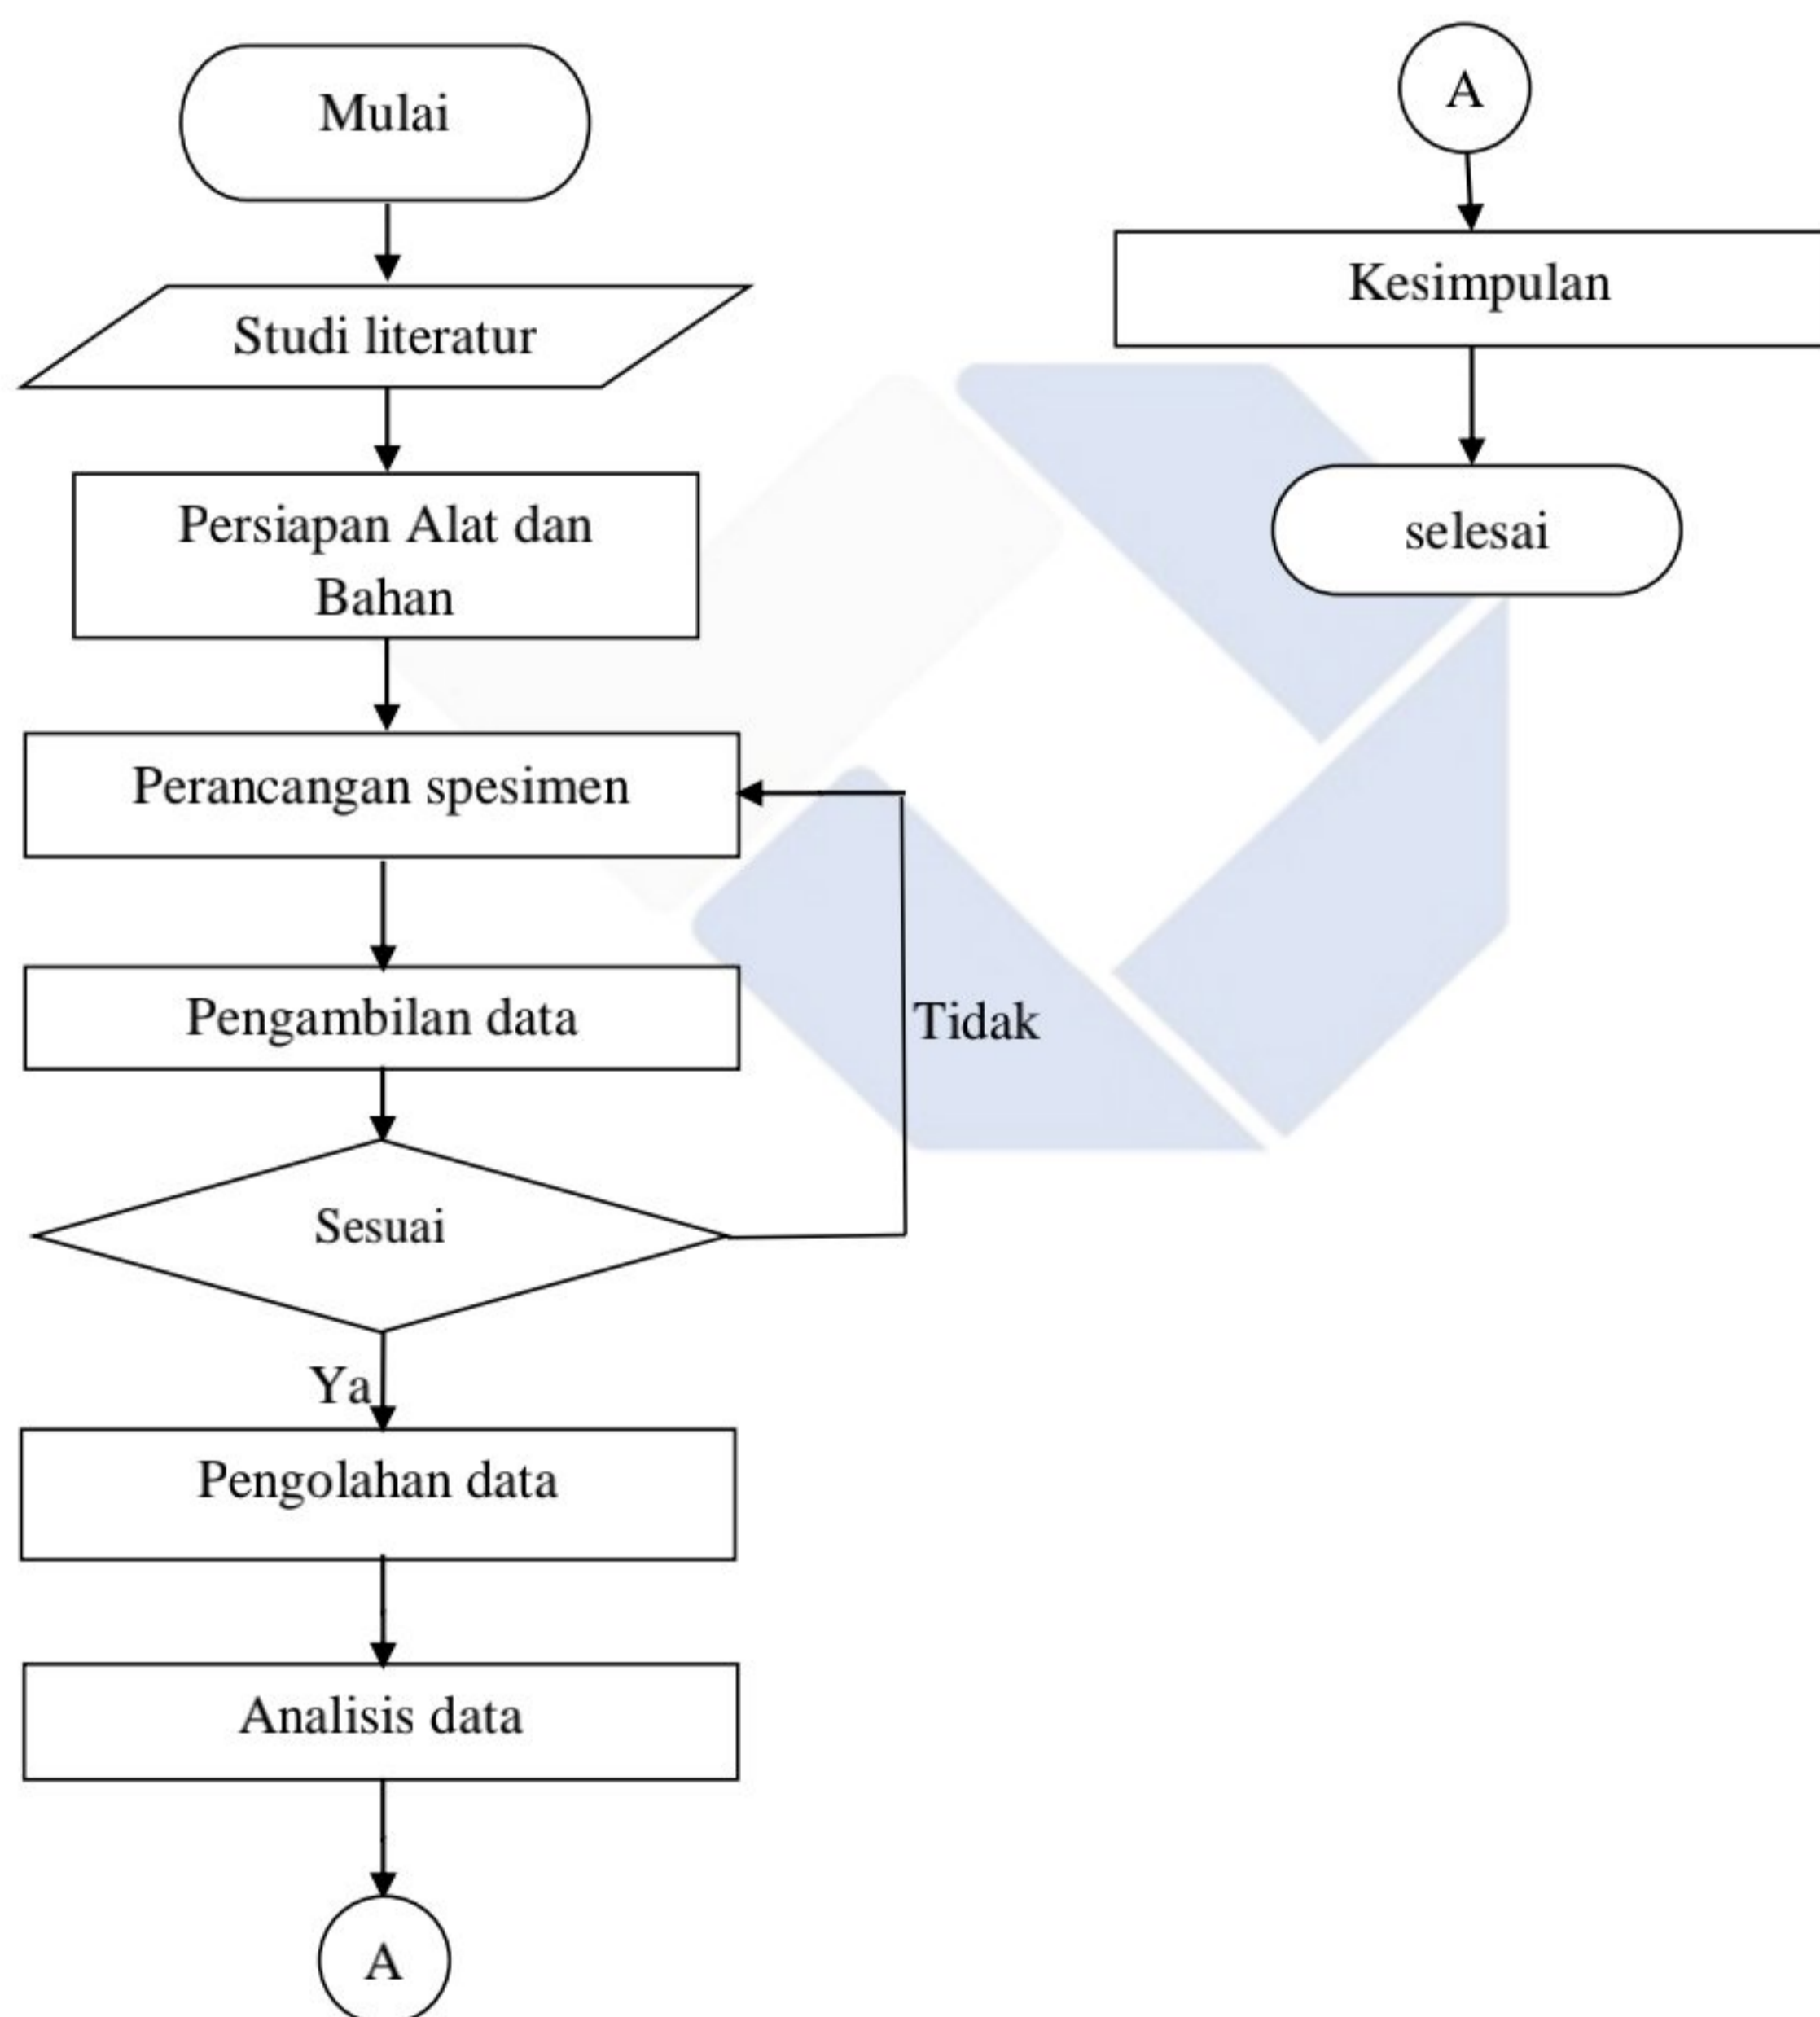 Mulai
Studi literatur
Persiapan Alat dan
Bahan
Perancangan spesimen
Pengambilan data
Tidak
Sesuai
Ya
Pengolahan data
Analisis data
A
A
Kesimpulan
selesai